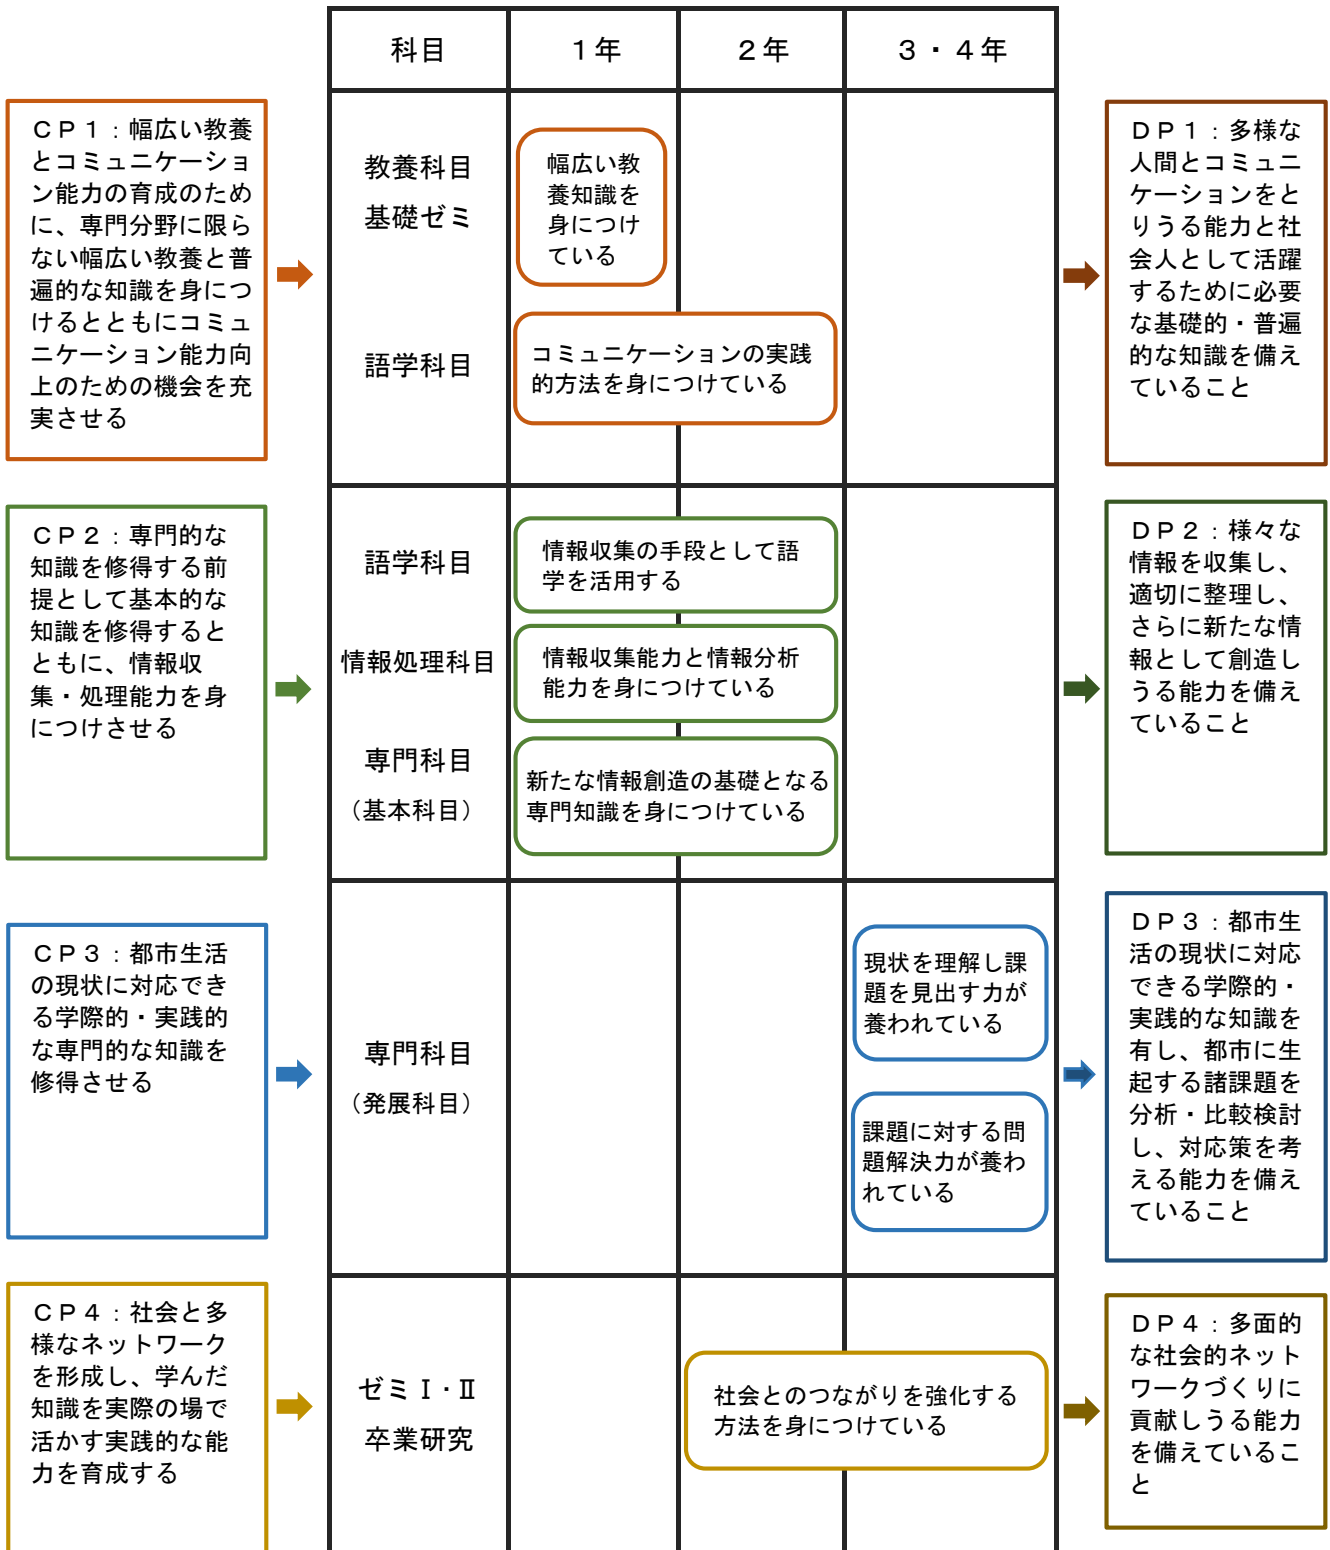 科目
１年
２年
３・４年
ＣＰ１：幅広い教養
とコミュニケーショ
ン能力の育成のため
に、専門分野に限ら
ない幅広い教養と普
遍的な知識を身につ
けるとともにコミュ
ニケーション能力向
上のための機会を充
実させる
教養科目
基礎ゼミ
幅広い教
養知識を
身につけ
ている
語学科目
コミュニケーションの実践
的方法を身につけている
ＤＰ１：多様な
人間とコミュニ
ケーションをと
りうる能力と社
会人として活躍
するために必要
な基礎的・普遍
的な知識を備え
ていること
ＣＰ２：専門的な
知識を修得する前
提として基本的な
知識を修得すると
ともに、情報収
集・処理能力を身
につけさせる
語学科目
情報収集の手段として語
学を活用する
情報処理科目
情報収集能力と情報分析
能力を身につけている
専門科目
（基本科目）
新たな情報創造の基礎となる
専門知識を身につけている
ＤＰ２：様々な
情報を収集し、
適切に整理し、
さらに新たな情
報として創造し
うる能力を備え
ていること
ＣＰ３：都市生活
の現状に対応でき
る学際的・実践的
な専門的な知識を
修得させる
専門科目
（発展科目）
現状を理解し課
題を見出す力が
養われている
課題に対する問
題解決力が養わ
れている
ＤＰ３：都市生
活の現状に対応
できる学際的・
実践的な知識を
有し、都市に生
起する諸課題を
分析・比較検討
し、対応策を考
える能力を備え
ていること
ＣＰ４：社会と多
様なネットワーク
を形成し、学んだ
知識を実際の場で
活かす実践的な能
力を育成する
ゼミⅠ・Ⅱ
卒業研究
社会とのつながりを強化する
方法を身につけている
ＤＰ４：多面的
な社会的ネット
ワークづくりに
貢献しうる能力
を備えているこ
と